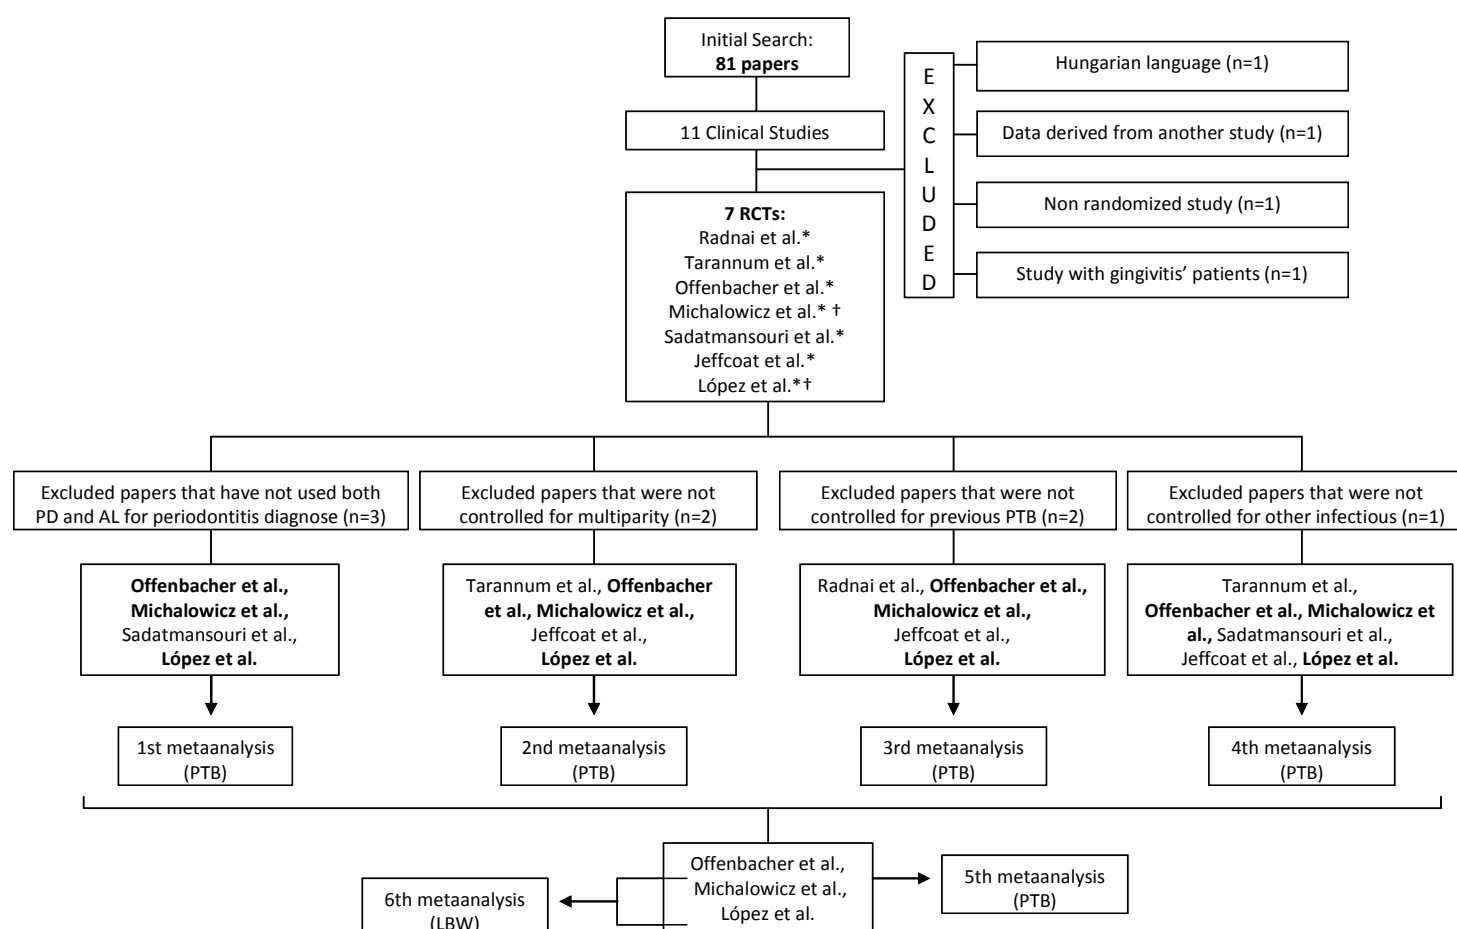 Initial Search:
81 papers
11 Clinical Studies
E
X
C
L
U
D
E
D
Hungarian language (n=1)
Data derived from another study (n=1)
Non randomized study (n=1)
Study with gingivitis’ patients (n=1)
7 RCTs:
Radnai et al.*
Tarannum et al.*
Offenbacher et al.*
Michalowicz et al.* †
Sadatmansouri et al.*
Jeffcoat et al.*
López et al.*†
Excluded papers that have not used both
PD and AL for periodontitis diagnose (n=3)
Excluded papers that were not
controlled for multiparity (n=2)
Excluded papers that were not
controlled for previous PTB (n=2)
Excluded papers that were not
controlled for other infectious (n=1)
Offenbacher et al.,
Michalowicz et al.,
Sadatmansouri et al.,
López et al.
Tarannum et al., Offenbacher
et al., Michalowicz et al.,
Jeffcoat et al.,
López et al.
Radnai et al., Offenbacher et al.,
Michalowicz et al.,
Jeffcoat et al.,
López et al.
Tarannum et al.,
Offenbacher et al., Michalowicz et
al., Sadatmansouri et al.,
Jeffcoat et al., López et al.
1st metaanalysis
(PTB)
2nd metaanalysis
(PTB)
3rd metaanalysis
(PTB)
4th metaanalysis
(PTB)
Offenbacher et al.,
Michalowicz et al.,
López et al.
5th metaanalysis
(PTB)
6th metaanalysis
(LBW)